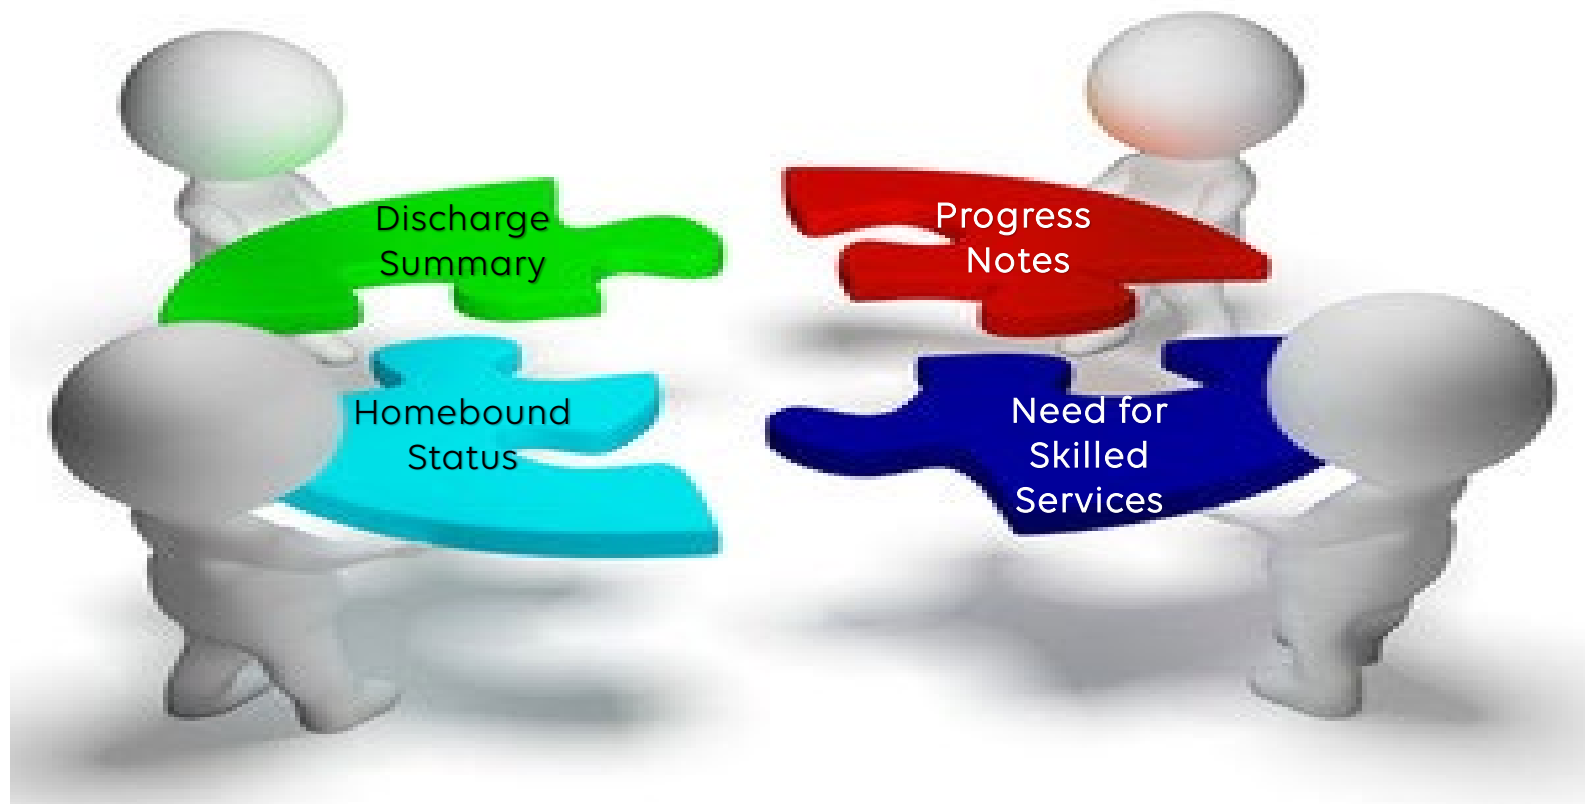 Discharge
Summary
Progress
Notes
Homebound
Status
Need for
Skilled
Services